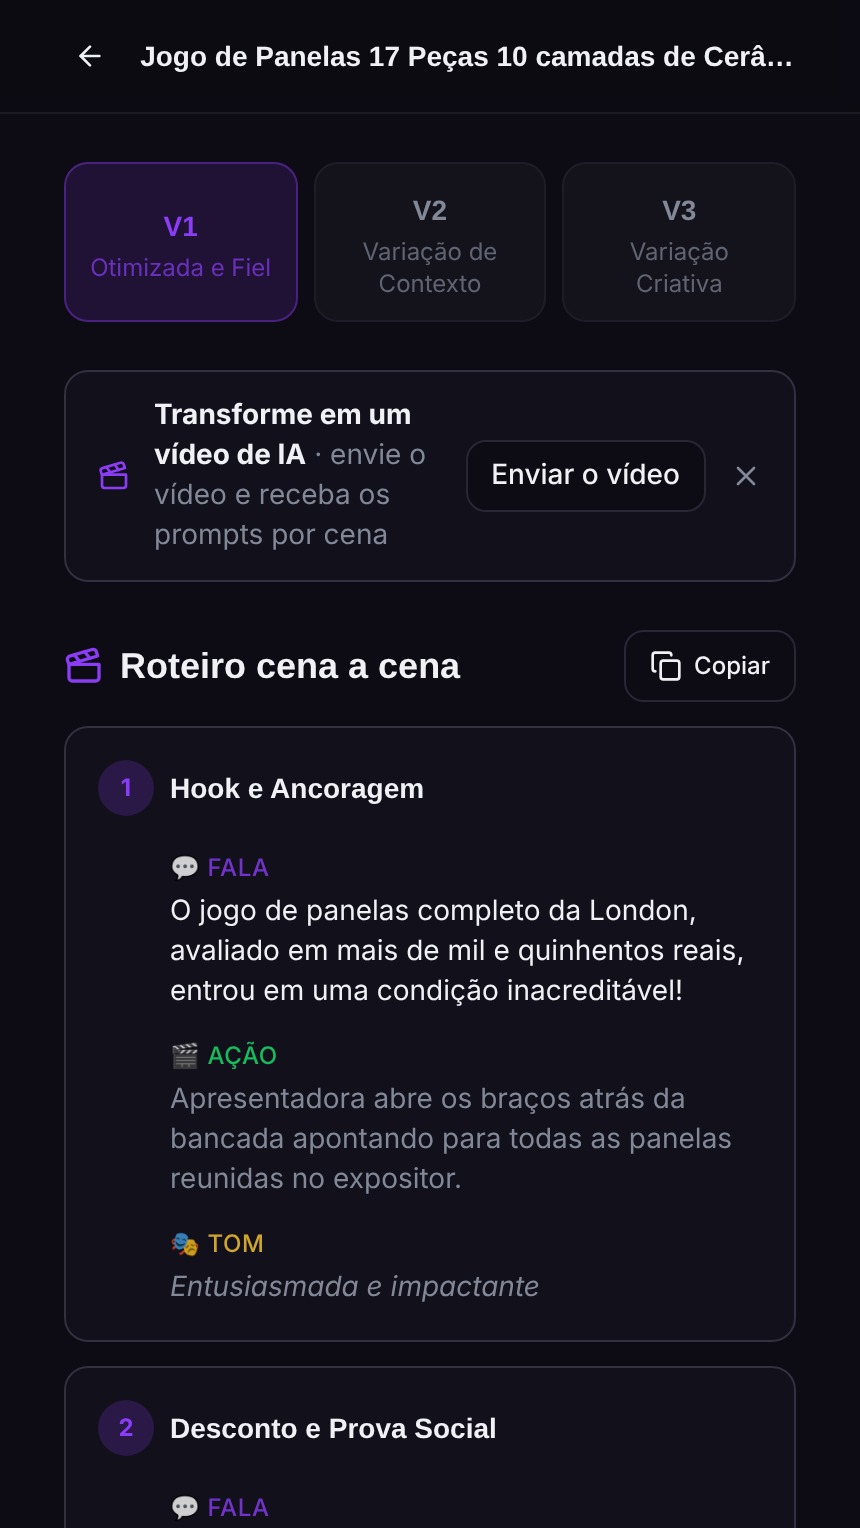 Jogo de Panelas 17 Peças 10 camadas de Cerâ...
V1
Otimizada e Fiel
V2
Variação de
Contexto
V3
Variação
Criativa
Transforme em um
vídeo de IA · envie o
vídeo e receba os
prompts por cena
Enviar o vídeo
Roteiro cena a cena
Copiar
1
Hook e Ancoragem
💬 FALA
O jogo de panelas completo da London,
avaliado em mais de mil e quinhentos reais,
entrou em uma condição inacreditável!
🎬 AÇÃO
Apresentadora abre os braços atrás da
bancada apontando para todas as panelas
reunidas no expositor.
🎭 TOM
Entusiasmada e impactante
2
Desconto e Prova Social
💬 FALA